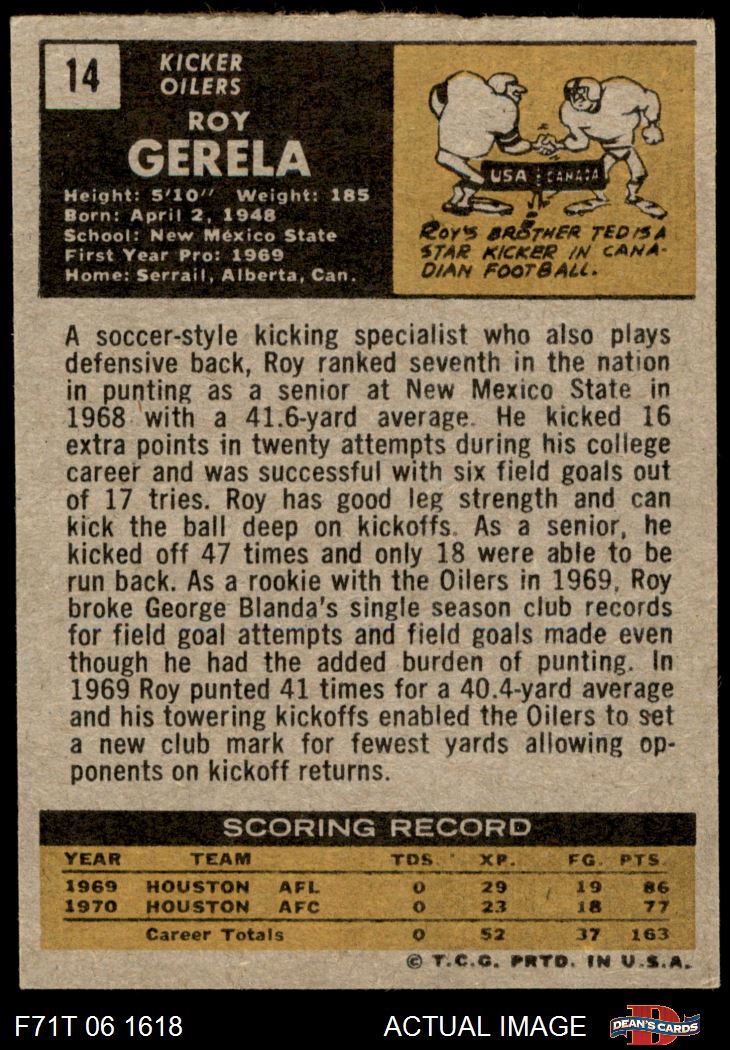 14
KICKER
OILERS
ROY
GERELA
Height: 5'10" Weight: 185
Born: April 2, 1948
School: New Mexico State
First Year Pro: 1969
Home: Serrail, Alberta, Can.
USA CANADA
ROY'S BROTHER TED IS A
STAR KICKER IN CANA-
DIAN FOOTBALL.
A soccer-style kicking specialist who also plays
defensive back, Roy ranked seventh in the nation
in punting as a senior at New Mexico State in
1968 with a 41.6-yard average. He kicked 16
extra points in twenty attempts during his college
career and was successful with six field goals out
of 17 tries. Roy has good leg strength and can
kick the ball deep on kickoffs. As a senior, he
kicked off 47 times and only 18 were able to be
run back. As a rookie with the Oilers in 1969, Roy
broke George Blanda's single season club records
for field goal attempts and field goals made even
though he had the added burden of punting. In
1969 Roy punted 41 times for a 40.4-yard average
and his towering kickoffs enabled the Oilers to set
a new club mark for fewest yards allowing op-
ponents on kickoff returns.
SCORING RECORD
YEAR TEAM TDS. XP. FG. PTS.
1969 HOUSTON AFL 0 29 19 86
1970 HOUSTON AFC 0 23 18 77
Career Totals 0 52 37 163
© T.C.G. PRTD. IN U.S.A.
F71T 06 1618 ACTUAL IMAGE D DEAN'S CARDS